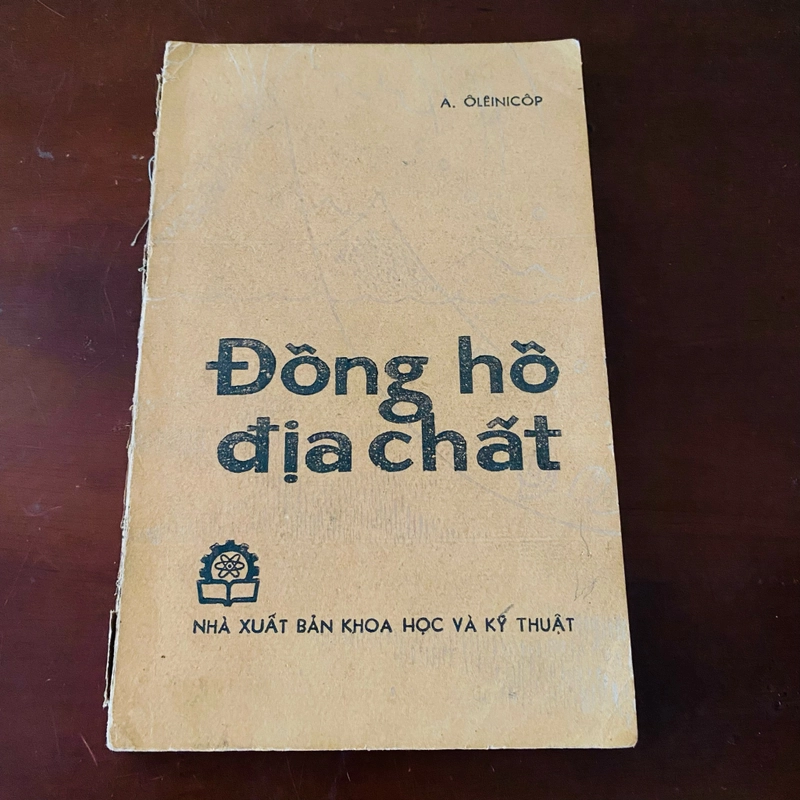 A. ÔLÊINICÔP
Đồng hồ
địa chất
NHÀ XUẤT BẢN KHOA HỌC VÀ KỸ THUẬT